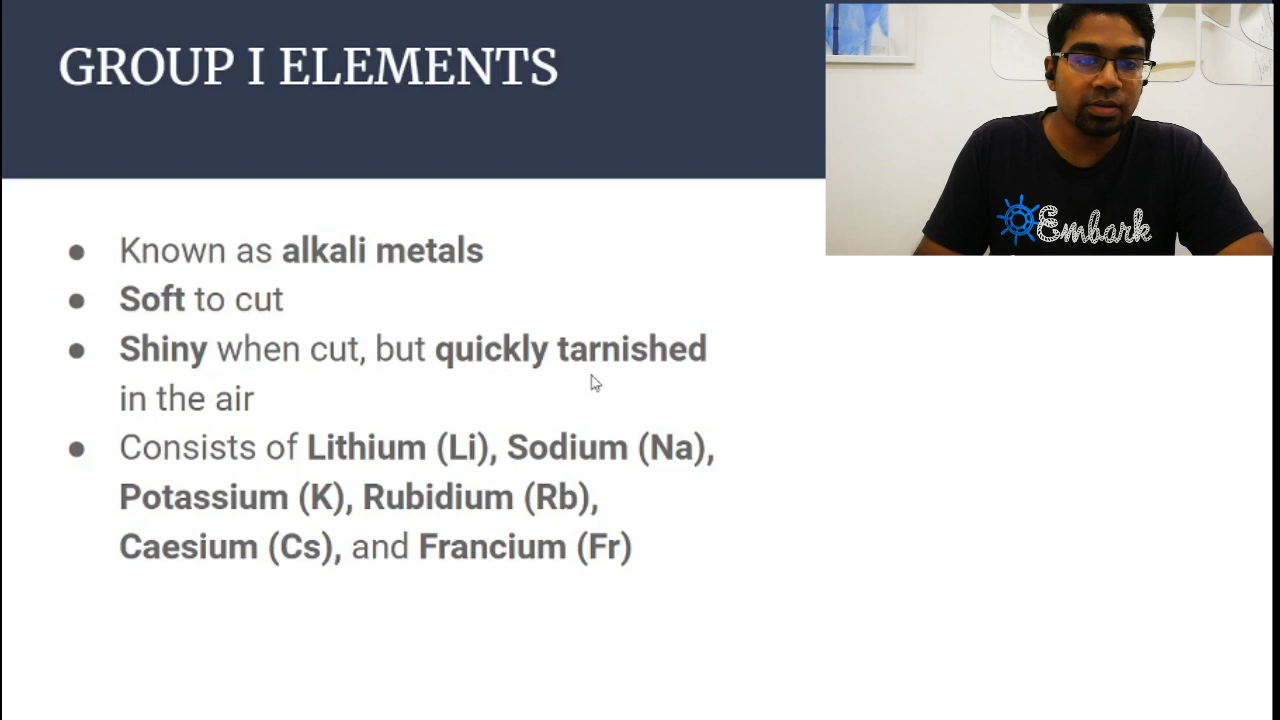 GROUP I ELEMENTS
Embark
● Known as alkali metals
● Soft to cut
● Shiny when cut, but quickly tarnished
in the air
● Consists of Lithium (Li), Sodium (Na),
Potassium (K), Rubidium (Rb),
Caesium (Cs), and Francium (Fr)